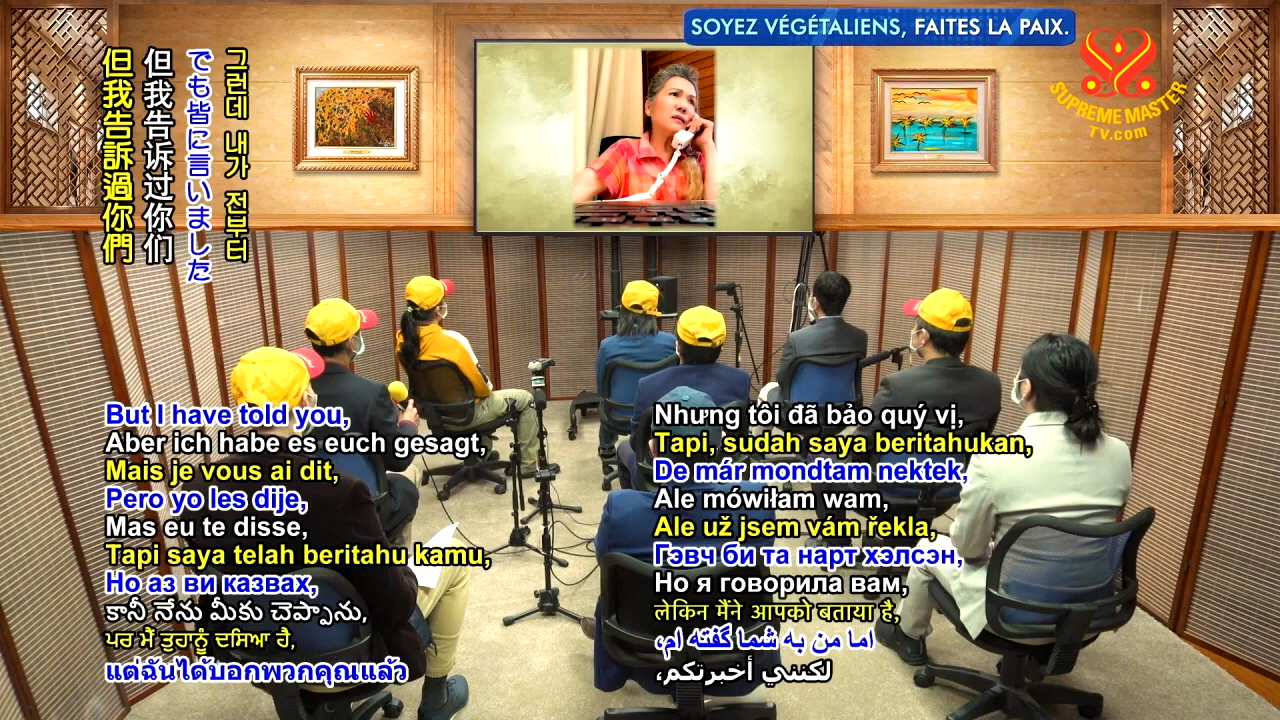 SOYEZ VÉGÉTALIENS, FAITES LA PAIX.
SUPREME MASTER
TV.com
그런데 내가 전부터
でも皆に言いました
但我告诉过你们
但我告訴過你們
But I have told you,
Aber ich habe es euch gesagt,
Mais je vous ai dit,
Pero yo les dije,
Mas eu te disse,
Tapi saya telah beritahu kamu,
Но аз ви казвах,
కానీ నేను మీకు చెప్పాను,
ਪਰ ਮੈਂ ਤੁਹਾਨੂੰ ਦਸਿਆ ਹੈ,
แต่ฉันได้บอกพวกคุณแล้ว
Nhưng tôi đã bảo quý vị,
Tapi, sudah saya beritahukan,
De már mondtam nektek,
Ale mówiłam wam,
Ale už jsem vám řekla,
Гэвч би та нарт хэлсэн,
Но я говорила вам,
लेकिन मैंने आपको बताया है,
اما من به شما گفته ام،
لكنني أخبرتكم،